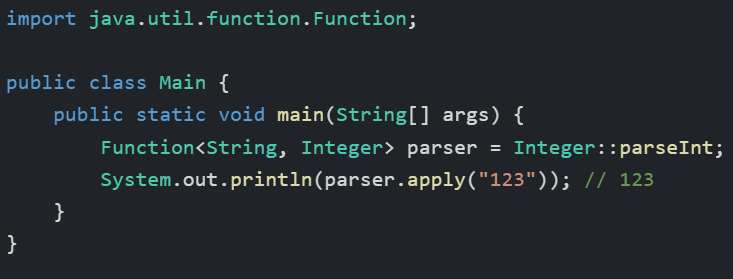 import java.util.function.Function;
public class Main {
    public static void main(String[] args) {
        Function<String, Integer> parser = Integer::parseInt;
        System.out.println(parser.apply("123")); // 123
    }
}